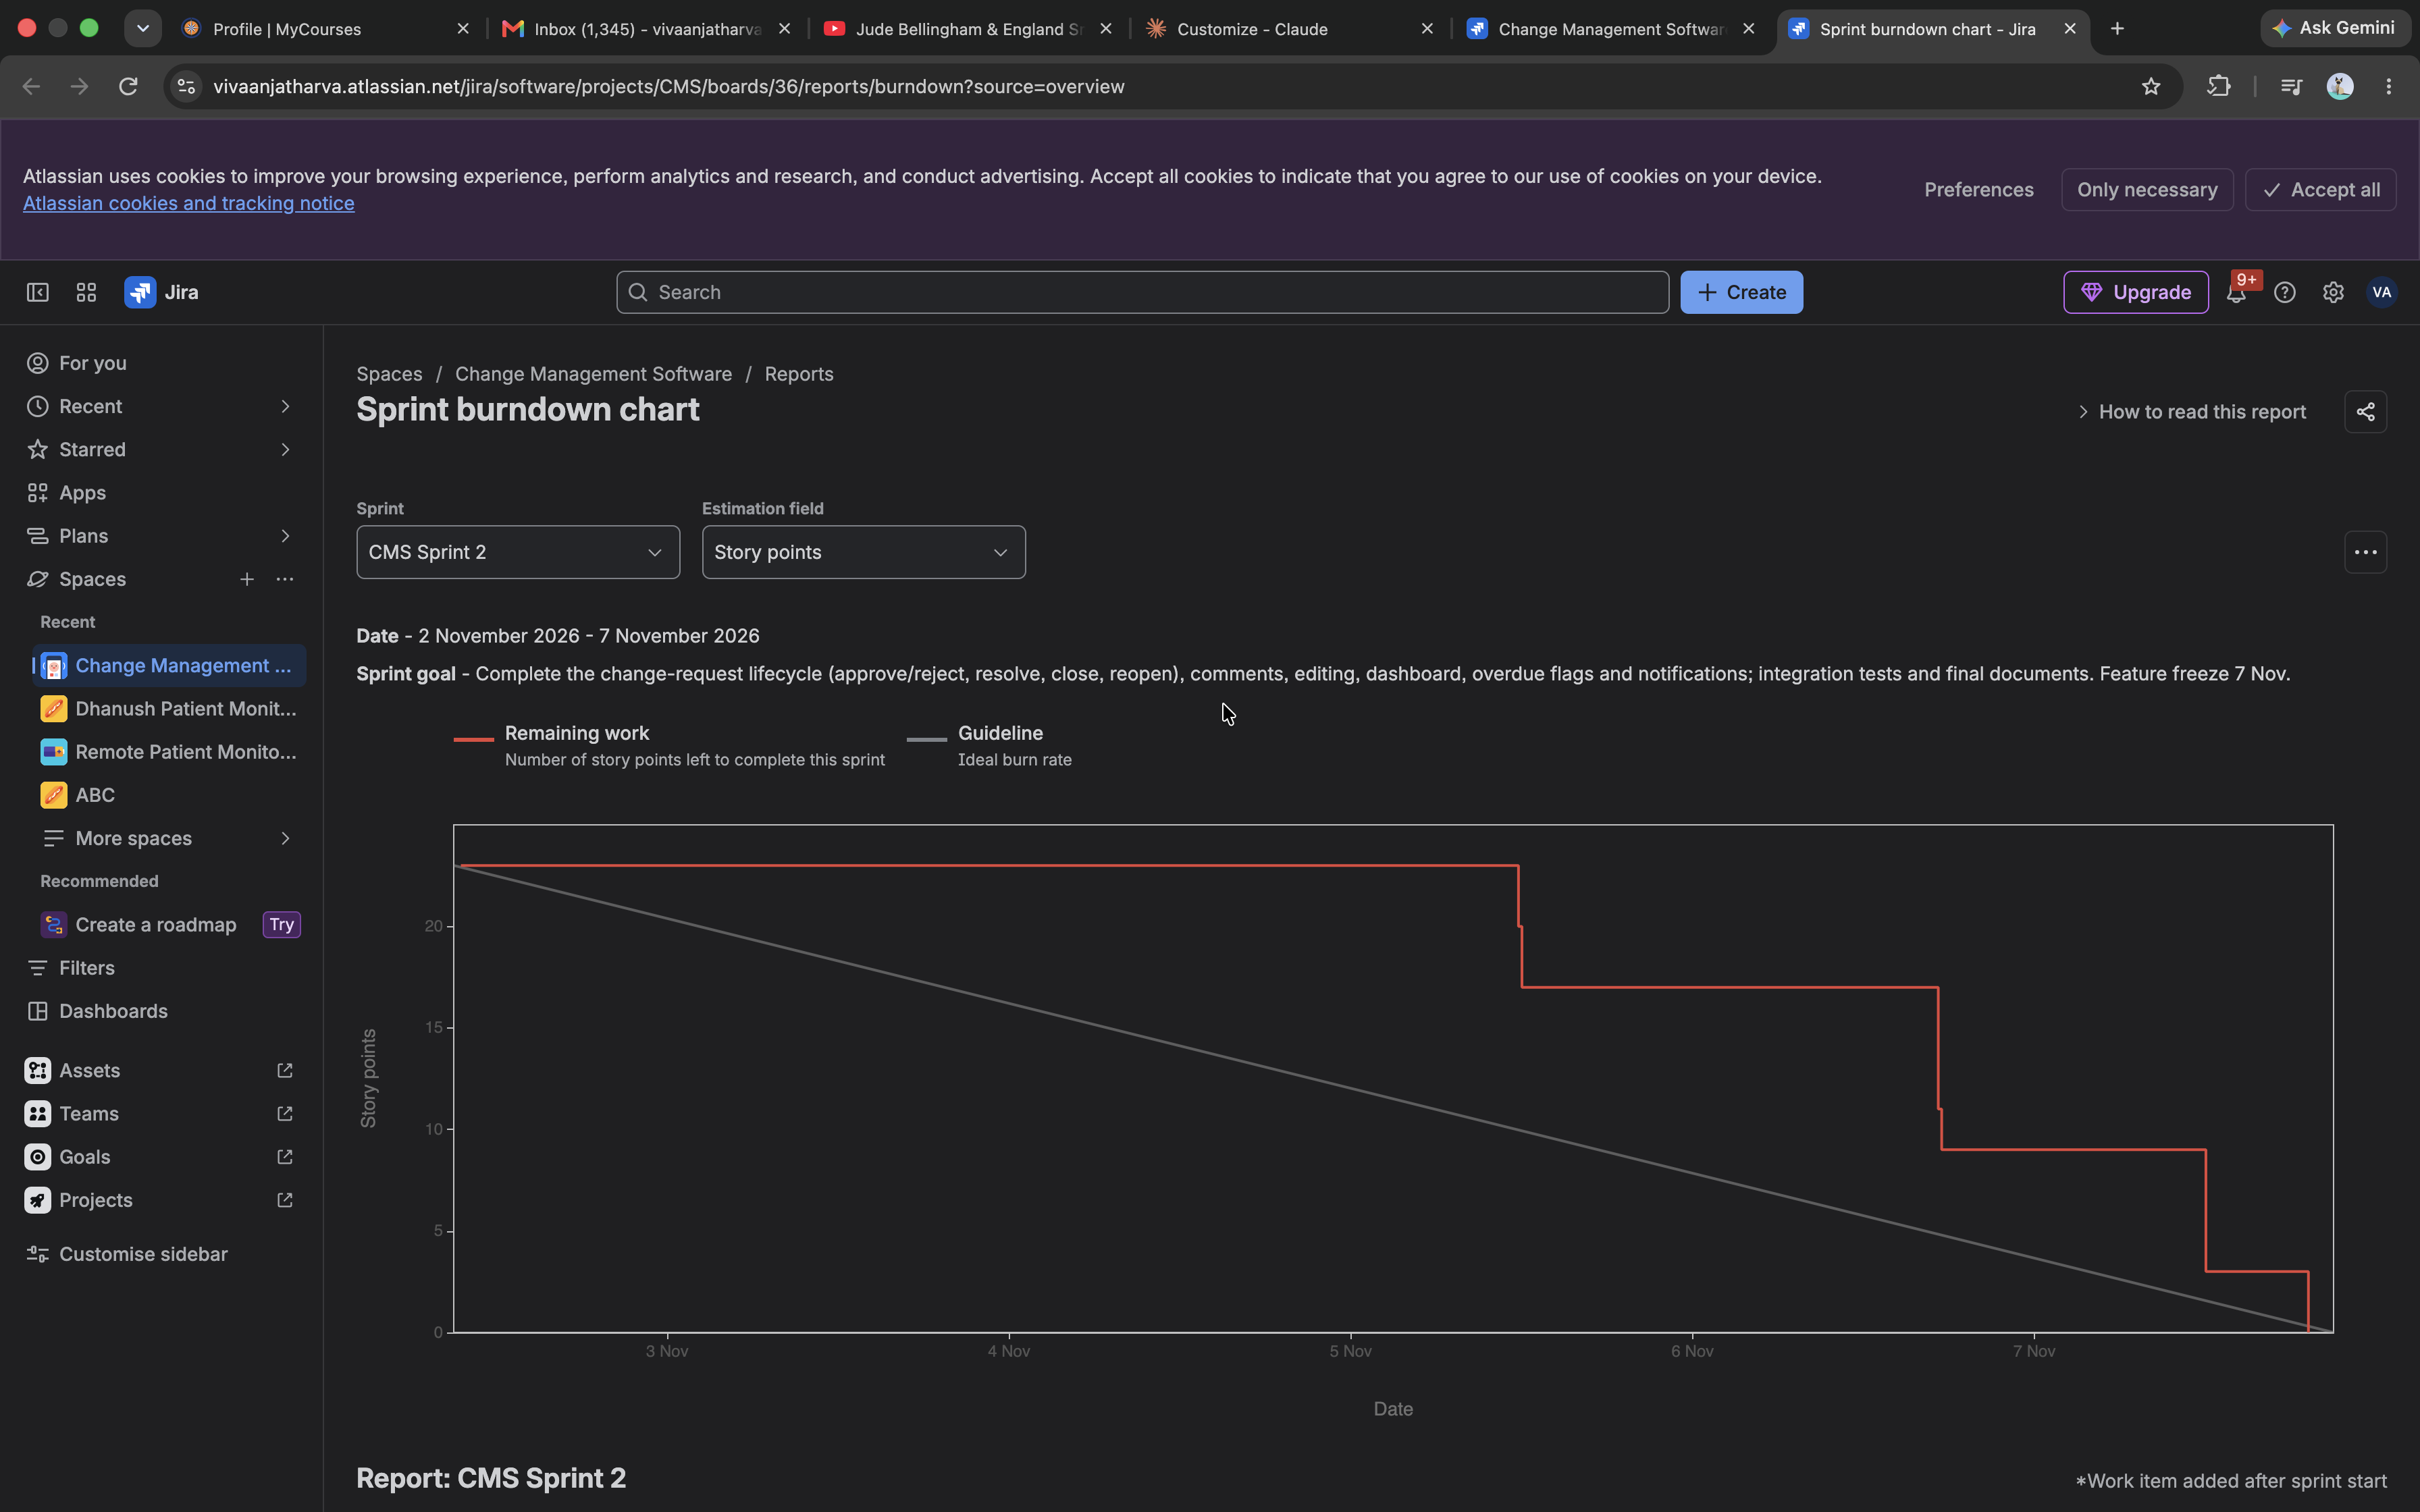 Profile | MyCourses
Inbox (1,345) - vivaanjatharva
Jude Bellingham & England Sr
Customize - Claude
Change Management Softwar
Sprint burndown chart - Jira
Ask Gemini
vivaanjatharva.atlassian.net/jira/software/projects/CMS/boards/36/reports/burndown?source=overview
Atlassian uses cookies to improve your browsing experience, perform analytics and research, and conduct advertising. Accept all cookies to indicate that you agree to our use of cookies on your device.
Atlassian cookies and tracking notice
Preferences
Only necessary
Accept all
Jira
Search
Create
Upgrade
9+
VA
For you
Recent
Starred
Apps
Plans
Spaces
Recent
Change Management ...
Dhanush Patient Monit...
Remote Patient Monito...
ABC
More spaces
Recommended
Create a roadmap
Try
Filters
Dashboards
Assets
Teams
Goals
Projects
Customise sidebar
Spaces / Change Management Software / Reports
Sprint burndown chart
How to read this report
Sprint
CMS Sprint 2
Estimation field
Story points
Date - 2 November 2026 - 7 November 2026
Sprint goal - Complete the change-request lifecycle (approve/reject, resolve, close, reopen), comments, editing, dashboard, overdue flags and notifications; integration tests and final documents. Feature freeze 7 Nov.
Remaining work
Number of story points left to complete this sprint
Guideline
Ideal burn rate
Story points
20
15
10
5
0
3 Nov
4 Nov
5 Nov
6 Nov
7 Nov
Date
Report: CMS Sprint 2
*Work item added after sprint start